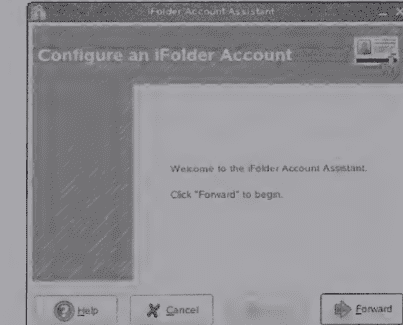 iFolder Account Assistant
Configure an iFolder Account
Welcome to the iFolder Account Assistant.
Click "Forward" to begin.
Help
Cancel
Forward